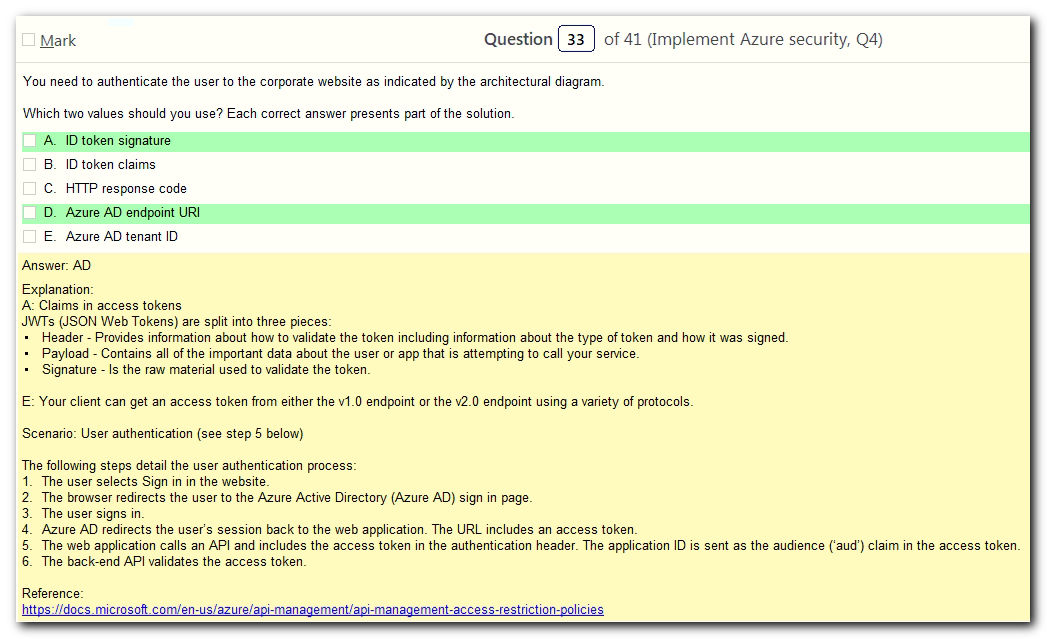 Mark
Question 33 of 41 (Implement Azure security, Q4)
You need to authenticate the user to the corporate website as indicated by the architectural diagram.
Which two values should you use? Each correct answer presents part of the solution.
A. ID token signature
B. ID token claims
C. HTTP response code
D. Azure AD endpoint URI
E. Azure AD tenant ID
Answer: AD
Explanation:
A: Claims in access tokens
JWTs (JSON Web Tokens) are split into three pieces:
• Header - Provides information about how to validate the token including information about the type of token and how it was signed.
• Payload - Contains all of the important data about the user or app that is attempting to call your service.
• Signature - Is the raw material used to validate the token.
E: Your client can get an access token from either the v1.0 endpoint or the v2.0 endpoint using a variety of protocols.
Scenario: User authentication (see step 5 below)
The following steps detail the user authentication process:
1. The user selects Sign in in the website.
2. The browser redirects the user to the Azure Active Directory (Azure AD) sign in page.
3. The user signs in.
4. Azure AD redirects the user's session back to the web application. The URL includes an access token.
5. The web application calls an API and includes the access token in the authentication header. The application ID is sent as the audience ('aud') claim in the access token.
6. The back-end API validates the access token.
Reference:
https://docs.microsoft.com/en-us/azure/api-management/api-management-access-restriction-policies